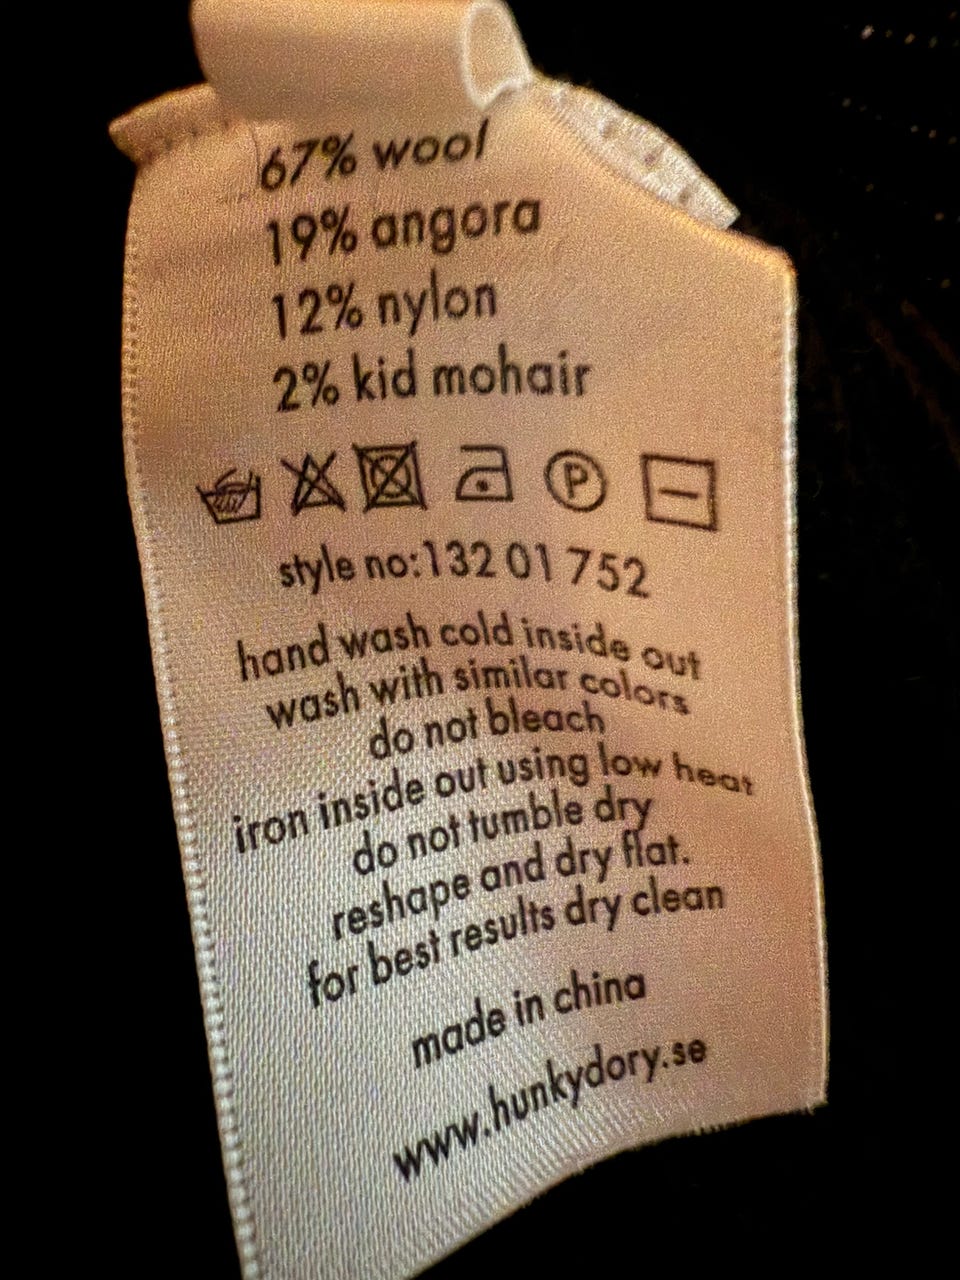 67% wool
19% angora
12% nylon
2% kid mohair
P
style no:132 01 752
hand wash cold inside out
wash with similar colors
do not bleach
iron inside out using low heat
do not tumble dry
reshape and dry flat.
for best results dry clean
made in china
www.hunkydory.se